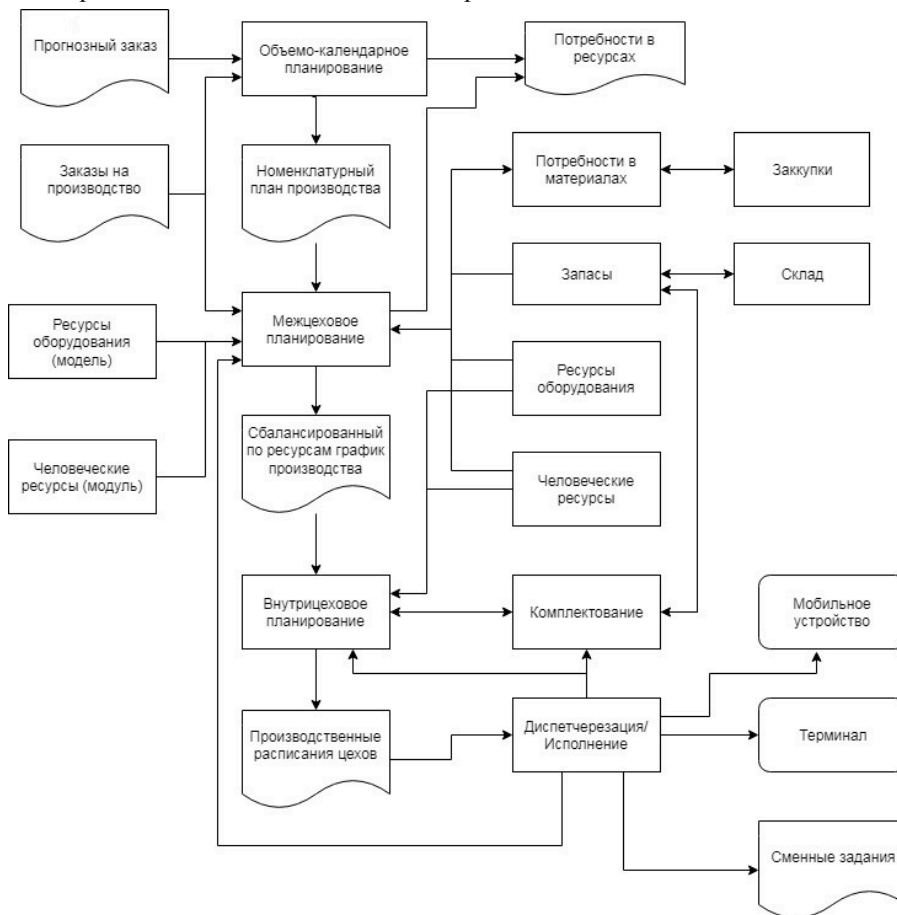 Прогнозный заказ
Объемо-календарное
планирование
Потребности в
ресурсах
Заказы на
производство
Номенклатурный
план производства
Потребности в
материалах
Заккупки
Запасы
Склад
Ресурсы
оборудования
(модель)
Межцеховое
планирование
Ресурсы
оборудования
Человеческие
ресурсы (модуль)
Сбалансированный
по ресурсам график
производства
Человеческие
ресурсы
Внутрицеховое
планирование
Комплектование
Мобильное
устройство
Производственные
расписания цехов
Диспетчерезация/
Исполнение
Терминал
Сменные задания